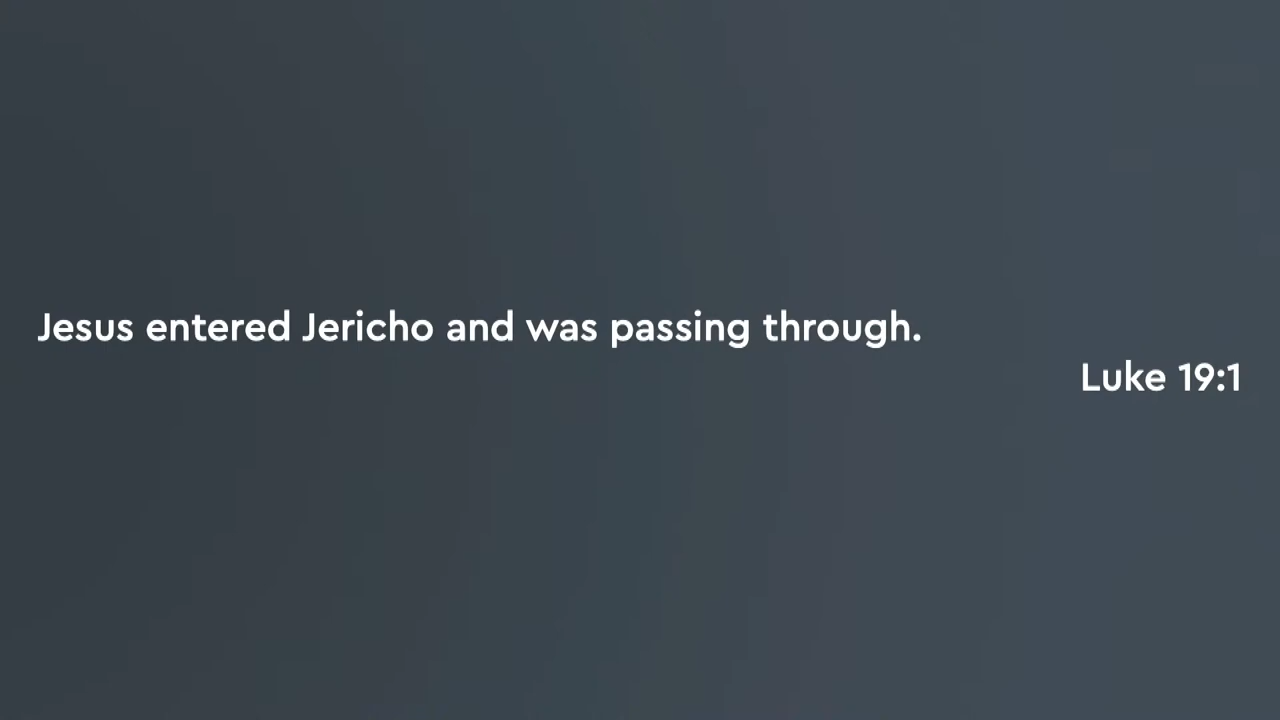 Jesus entered Jericho and was passing through.
Luke 19:1